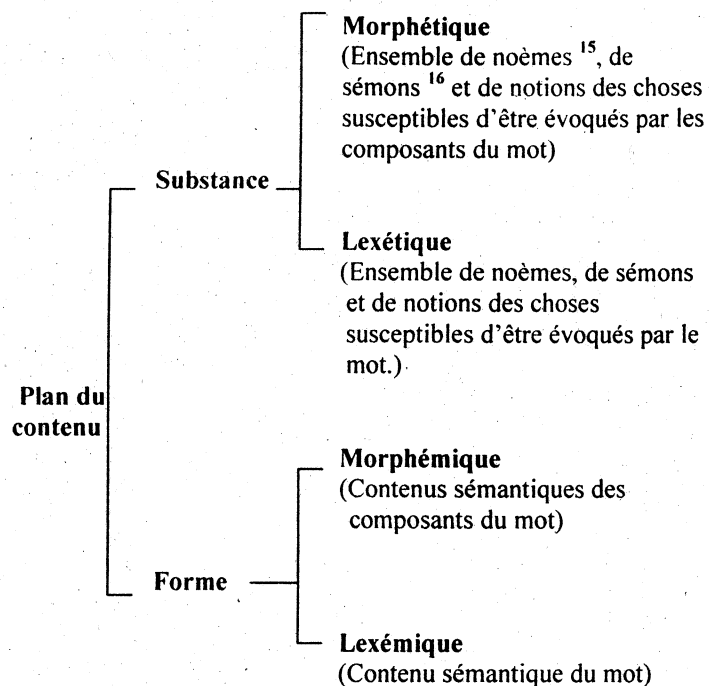 Morphétique
(Ensemble de noèmes 15, de
sémons 16 et de notions des choses
susceptibles d'être évoqués par les
composants du mot)
Substance
Lexétique
(Ensemble de noèmes, de sémons
et de notions des choses
susceptibles d'être évoqués par le
mot.)
Plan du
contenu
Morphémique
(Contenus sémantiques des
composants du mot)
Forme
Lexémique
(Contenu sémantique du mot)